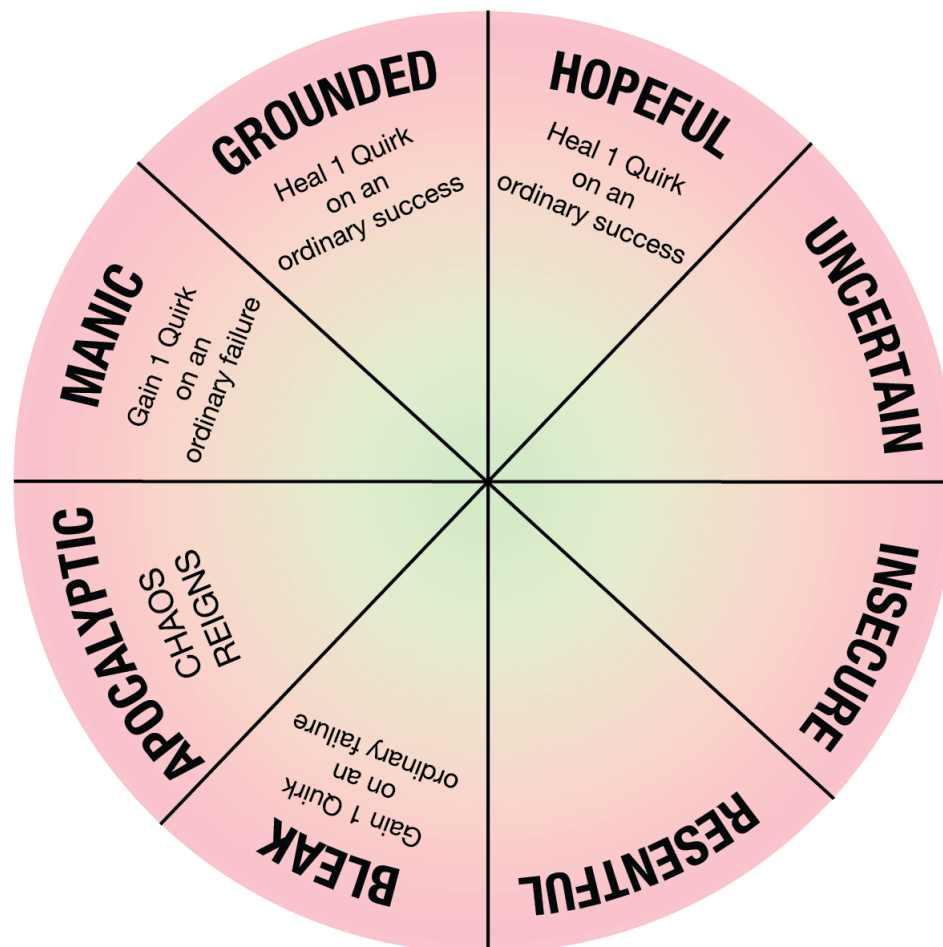 GROUNDED
Heal 1 Quirk
on an
ordinary success
HOPEFUL
Heal 1 Quirk
on an
ordinary success
UNCERTAIN
INSECURE
RESENTFUL
BLEAK
Gain 1 Quirk
on an
ordinary failure
APOCALYPTIC
CHAOS
REIGNS
MANIC
Gain 1 Quirk
on an
ordinary failure